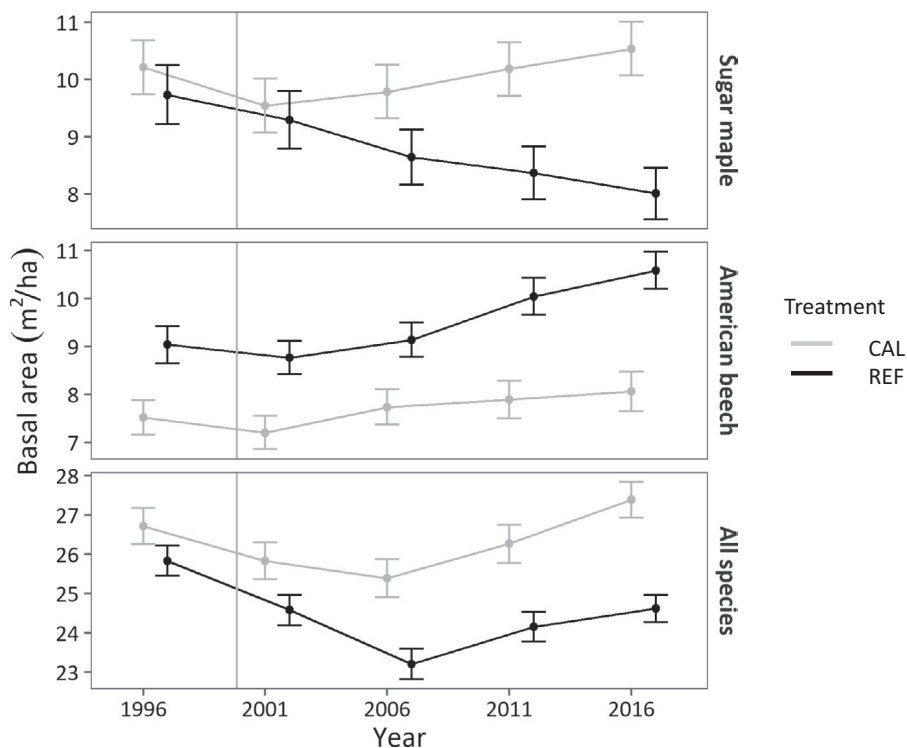 11
10
9
8
Sugar maple
11
10
9
8
7
American beech
28
27
26
25
24
23
All species
Basal area (m²/ha)
1996
2001
2006
2011
2016
Year
Treatment
CAL
REF